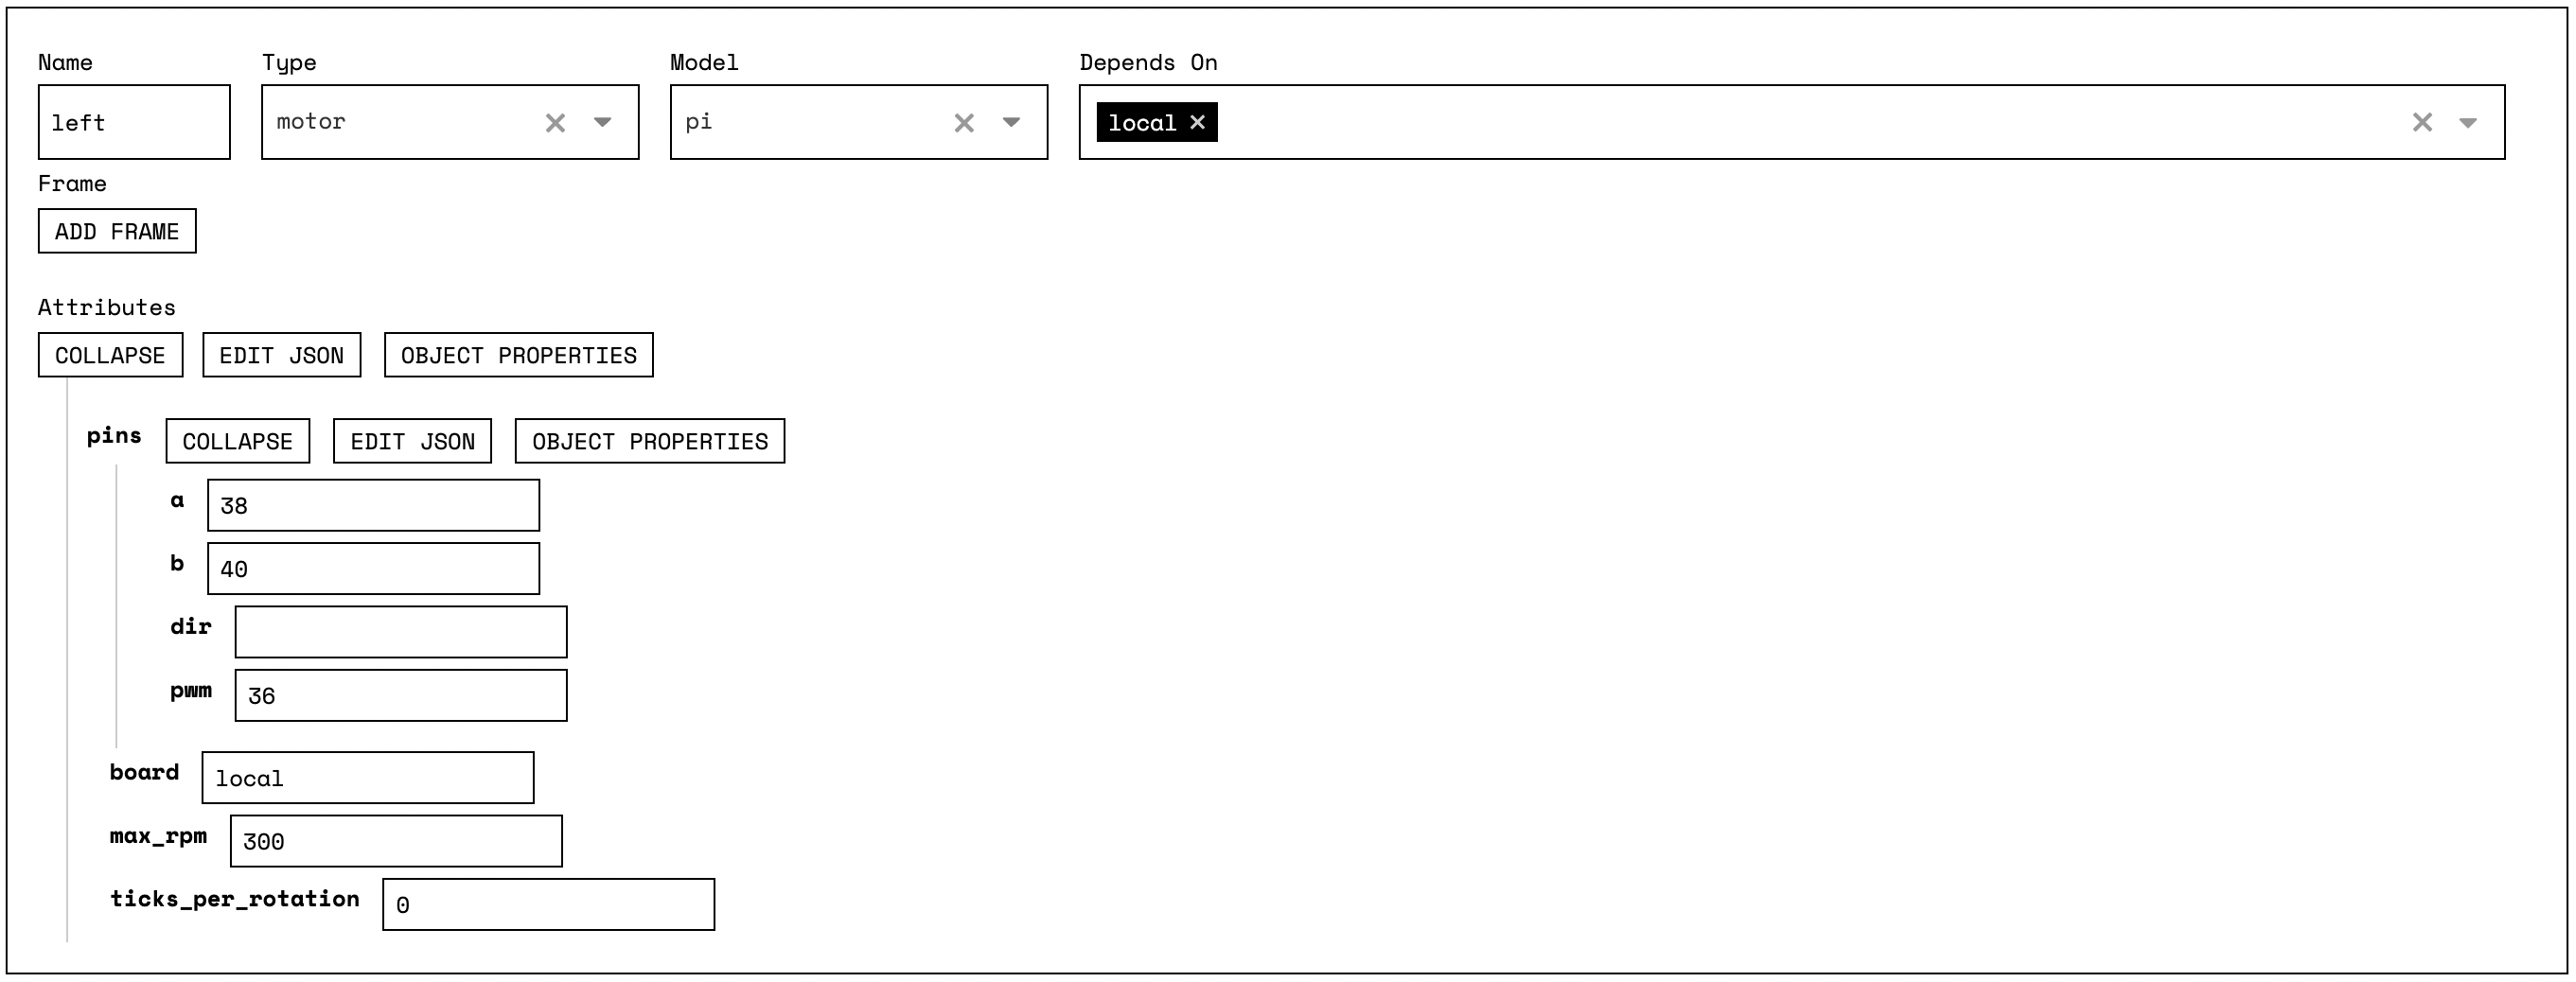 Name Type Model Depends On
left motor pi local
Frame
ADD FRAME
Attributes
COLLAPSE EDIT JSON OBJECT PROPERTIES
pins COLLAPSE EDIT JSON OBJECT PROPERTIES
a 38
b 40
dir
pwm 36
board local
max_rpm 300
ticks_per_rotation 0